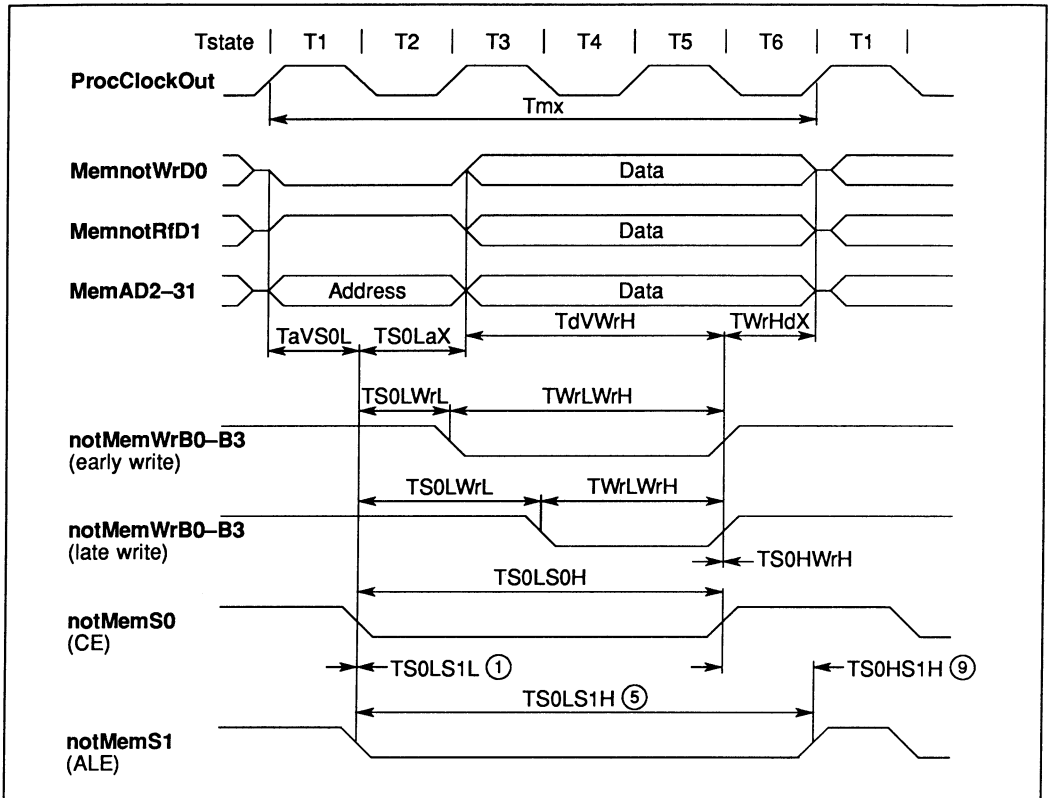 Tstate | T1 | T2 | T3 | T4 | T5 | T6 | T1 |
ProcClockOut
Tmx
MemnotWrD0 Data
MemnotRfD1 Data
MemAD2–31 Address Data
TaVS0L TS0LaX TdVWrH TWrHdX
TS0LWrL TWrLWrH
notMemWrB0–B3
(early write)
TS0LWrL TWrLWrH
notMemWrB0–B3
(late write)
TS0HWrH
TS0LS0H
notMemS0
(CE)
TS0LS1L ① TS0HS1H ⑨
TS0LS1H ⑤
notMemS1
(ALE)